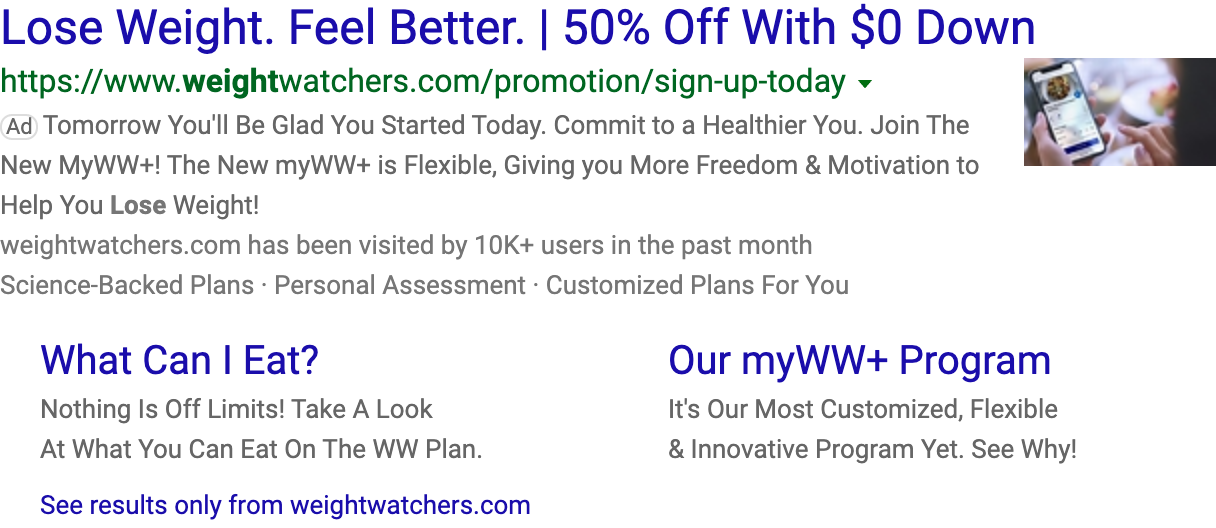 Lose Weight. Feel Better. | 50% Off With $0 Down
https://www.weightwatchers.com/promotion/sign-up-today
Ad Tomorrow You'll Be Glad You Started Today. Commit to a Healthier You. Join The
New MyWW+! The New myWW+ is Flexible, Giving you More Freedom & Motivation to
Help You Lose Weight!
weightwatchers.com has been visited by 10K+ users in the past month
Science-Backed Plans · Personal Assessment · Customized Plans For You
What Can I Eat?
Nothing Is Off Limits! Take A Look
At What You Can Eat On The WW Plan.
Our myWW+ Program
It's Our Most Customized, Flexible
& Innovative Program Yet. See Why!
See results only from weightwatchers.com